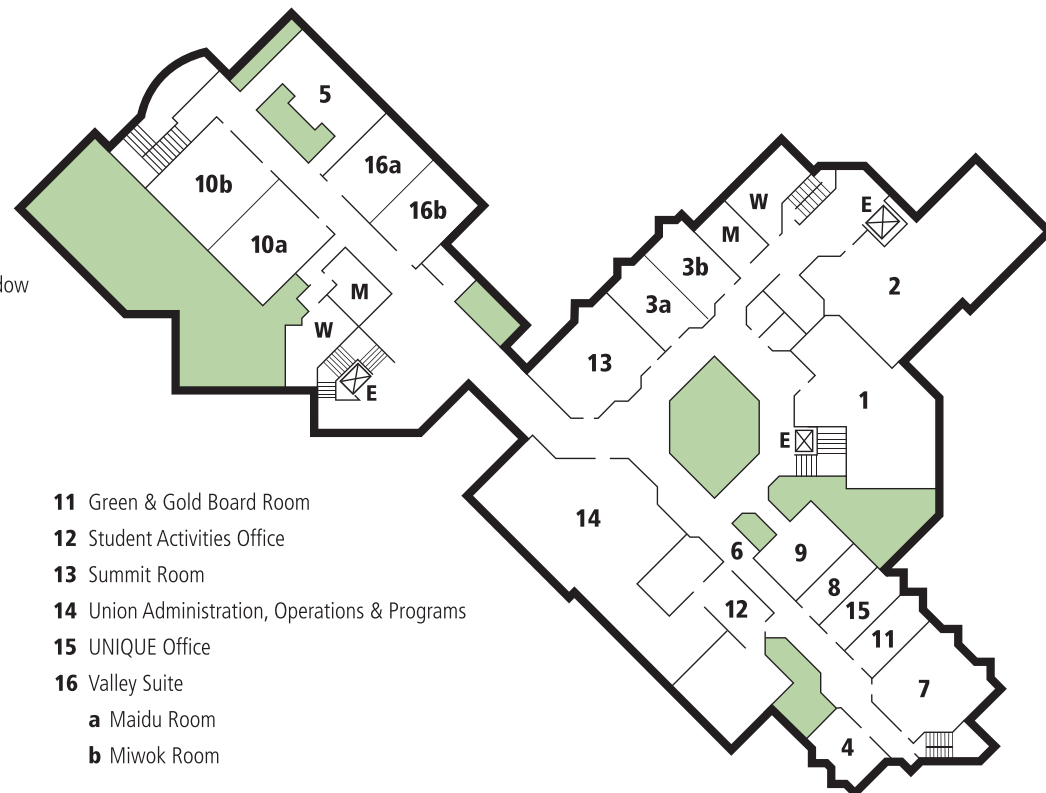 5
16a
10b
16b
10a
W
E
M
3b
2
dow
M
3a
W
13
E
1
E
11 Green & Gold Board Room
12 Student Activities Office
13 Summit Room
14 Union Administration, Operations & Programs
15 UNIQUE Office
16 Valley Suite
a Maidu Room
b Miwok Room
14
6
9
8
12
15
11
7
4